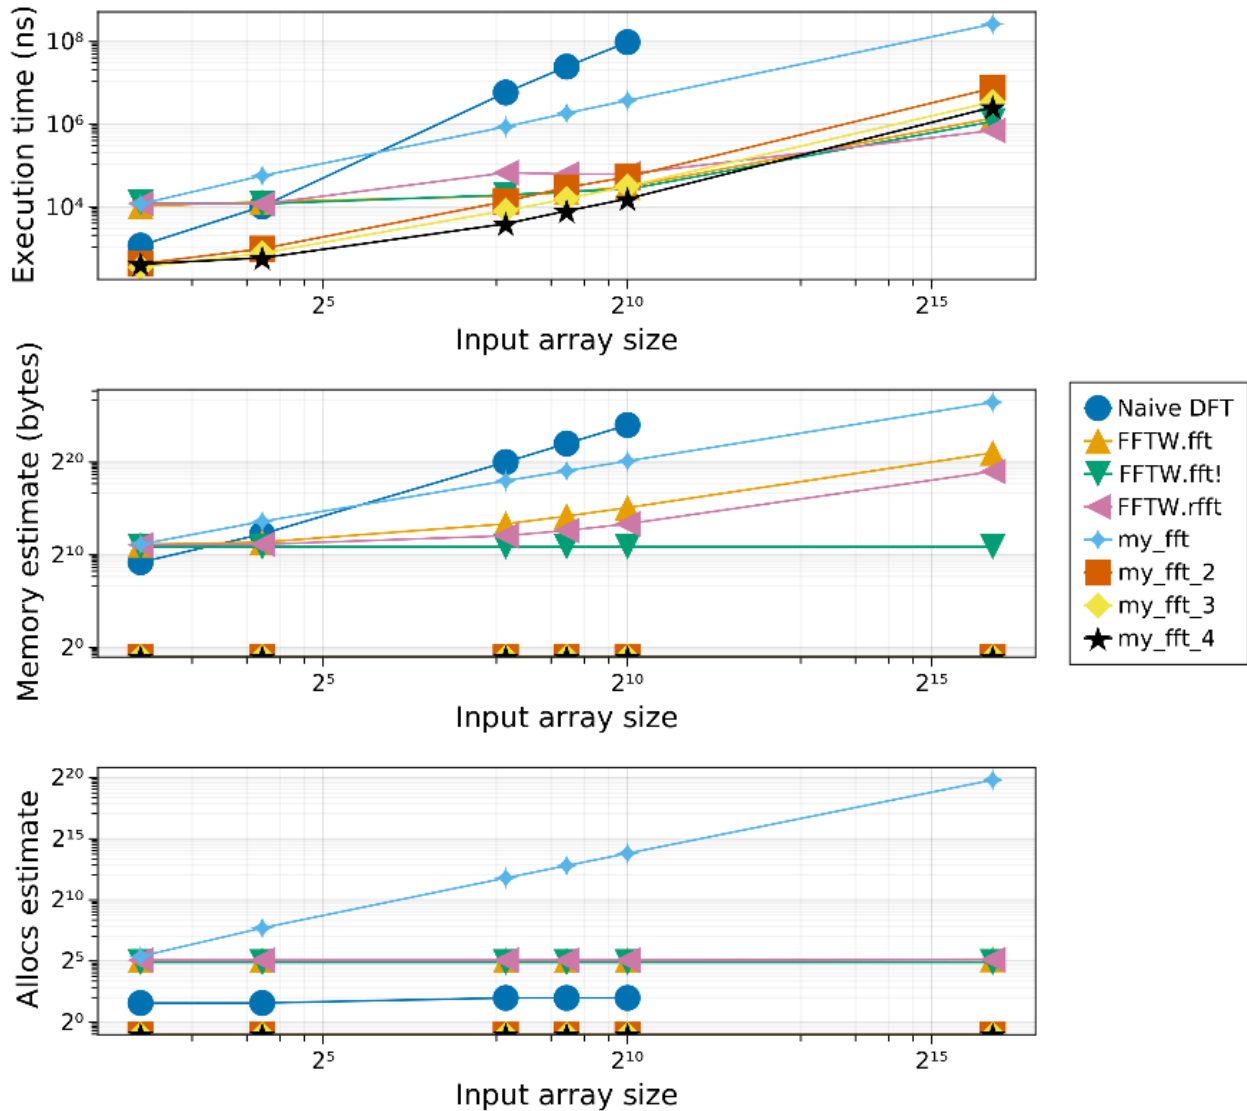 Execution time (ns)
10⁸
10⁶
10⁴
2⁵
2¹⁰
2¹⁵
Input array size
Memory estimate (bytes)
2²⁰
2¹⁰
2⁰
2⁵
2¹⁰
2¹⁵
Input array size
Naive DFT
FFTW.fft
FFTW.fft!
FFTW.rfft
my_fft
my_fft_2
my_fft_3
my_fft_4
Allocs estimate
2²⁰
2¹⁵
2¹⁰
2⁵
2⁰
2⁵
2¹⁰
2¹⁵
Input array size